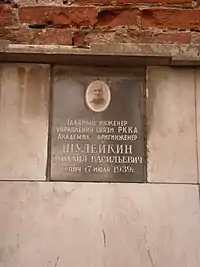 ГЛАВНЫЙ ИНЖЕНЕР
УПРАВЛЕНИЯ СВЯЗИ РККА
АКАДЕМИК БРИГИНЖЕНЕР
ШУЛЕЙКИН
МИХАИЛ ВАСИЛЬЕВИЧ
17 ИЮЛЯ 1939г.